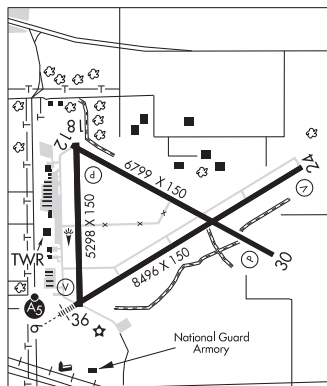 18
12
6799 X 150
24
P
V
5298 X 150
TWR
8496 X 150
P
V
30
A5
6
36
National Guard
Armory